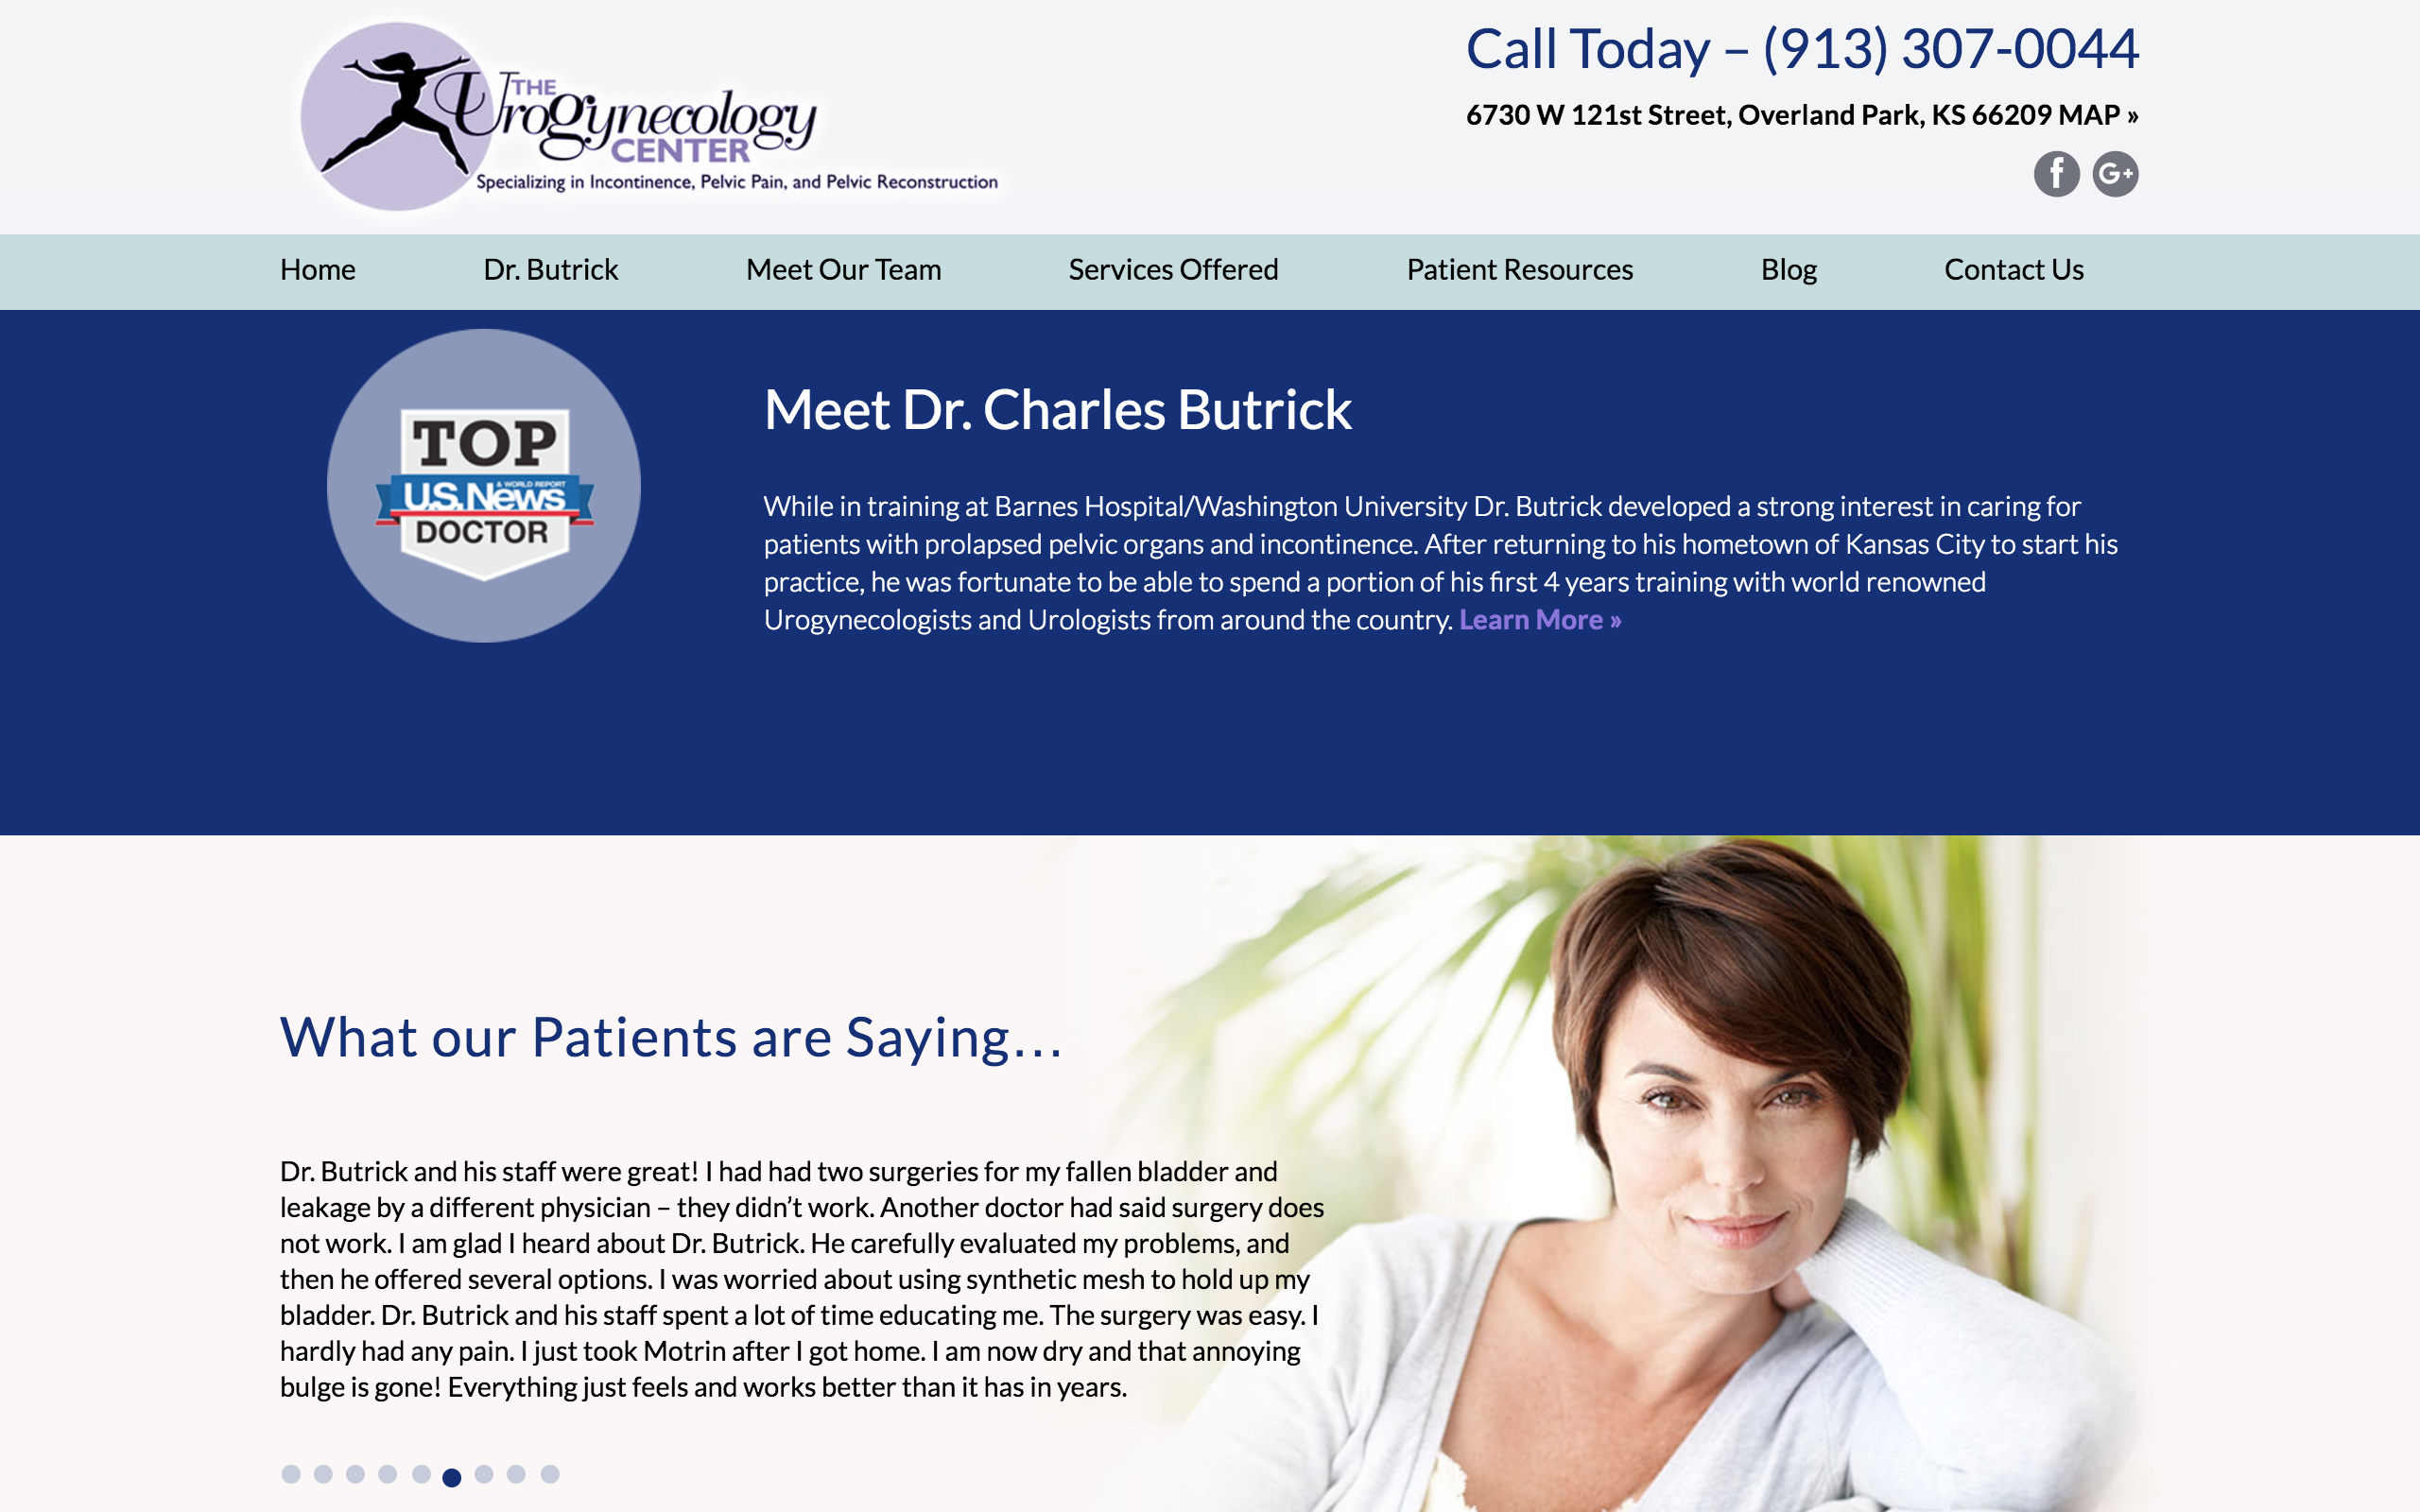 THE
Urogynecology
CENTER
Specializing in Incontinence, Pelvic Pain, and Pelvic Reconstruction
Call Today – (913) 307-0044
6730 W 121st Street, Overland Park, KS 66209 MAP »
f
G+
Home
Dr. Butrick
Meet Our Team
Services Offered
Patient Resources
Blog
Contact Us
TOP
U.S.News
& WORLD REPORT
DOCTOR
Meet Dr. Charles Butrick
While in training at Barnes Hospital/Washington University Dr. Butrick developed a strong interest in caring for
patients with prolapsed pelvic organs and incontinence. After returning to his hometown of Kansas City to start his
practice, he was fortunate to be able to spend a portion of his first 4 years training with world renowned
Urogynecologists and Urologists from around the country. Learn More »
What our Patients are Saying…
Dr. Butrick and his staff were great! I had had two surgeries for my fallen bladder and
leakage by a different physician – they didn’t work. Another doctor had said surgery does
not work. I am glad I heard about Dr. Butrick. He carefully evaluated my problems, and
then he offered several options. I was worried about using synthetic mesh to hold up my
bladder. Dr. Butrick and his staff spent a lot of time educating me. The surgery was easy. I
hardly had any pain. I just took Motrin after I got home. I am now dry and that annoying
bulge is gone! Everything just feels and works better than it has in years.